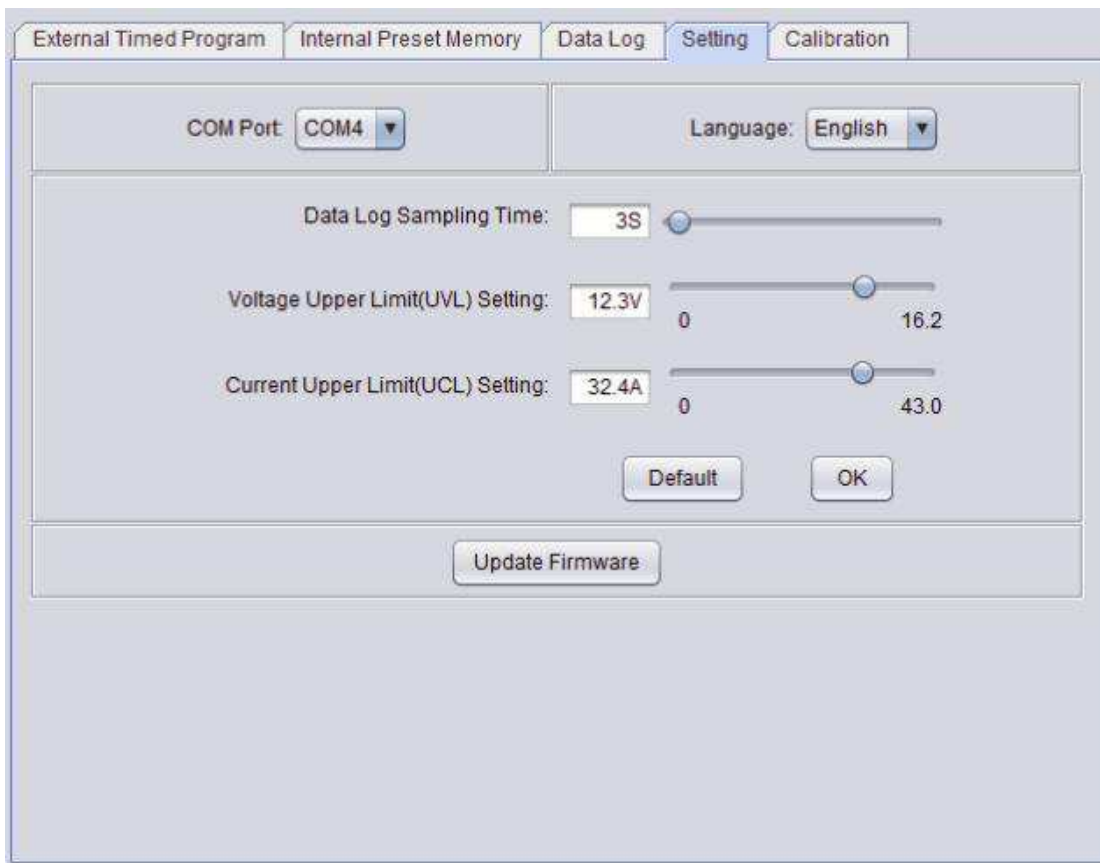 External Timed Program Internal Preset Memory Data Log Setting Calibration
COM Port: COM4 Language: English
Data Log Sampling Time: 3S
Voltage Upper Limit(UVL) Setting: 12.3V
0 16.2
Current Upper Limit(UCL) Setting: 32.4A
0 43.0
Default OK
Update Firmware